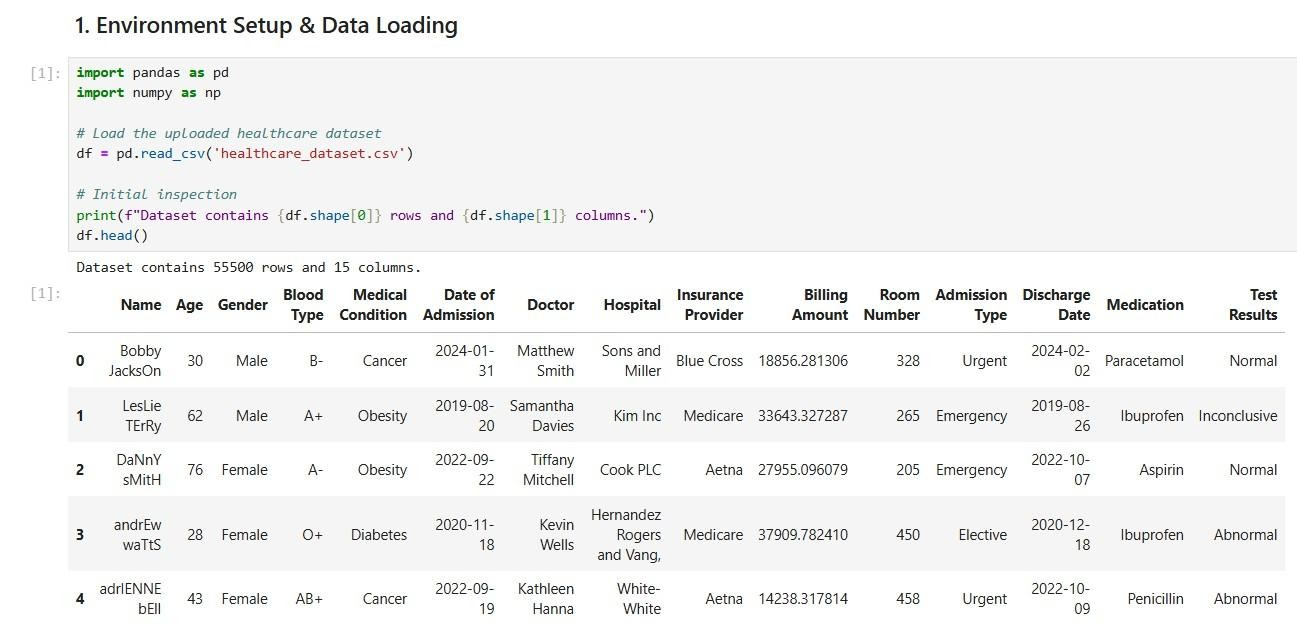 1. Environment Setup & Data Loading
[1]: import pandas as pd
import numpy as np
# Load the uploaded healthcare dataset
df = pd.read_csv('healthcare_dataset.csv')
# Initial inspection
print(f"Dataset contains {df.shape[0]} rows and {df.shape[1]} columns.")
df.head()
Dataset contains 55500 rows and 15 columns.
[1]: Name Age Gender Blood Type Medical Condition Date of Admission Doctor Hospital Insurance Provider Billing Amount Room Number Admission Type Discharge Date Medication Test Results
0 Bobby JacksOn 30 Male B- Cancer 2024-01-31 Matthew Smith Sons and Miller Blue Cross 18856.281306 328 Urgent 2024-02-02 Paracetamol Normal
1 LesLie TErRy 62 Male A+ Obesity 2019-08-20 Samantha Davies Kim Inc Medicare 33643.327287 265 Emergency 2019-08-26 Ibuprofen Inconclusive
2 DaNnY sMitH 76 Female A- Obesity 2022-09-22 Tiffany Mitchell Cook PLC Aetna 27955.096079 205 Emergency 2022-10-07 Aspirin Normal
3 andrEw waTtS 28 Female O+ Diabetes 2020-11-18 Kevin Wells Hernandez Rogers and Vang, Medicare 37909.782410 450 Elective 2020-12-18 Ibuprofen Abnormal
4 adrIENNE bEll 43 Female AB+ Cancer 2022-09-19 Kathleen Hanna White-White Aetna 14238.317814 458 Urgent 2022-10-09 Penicillin Abnormal